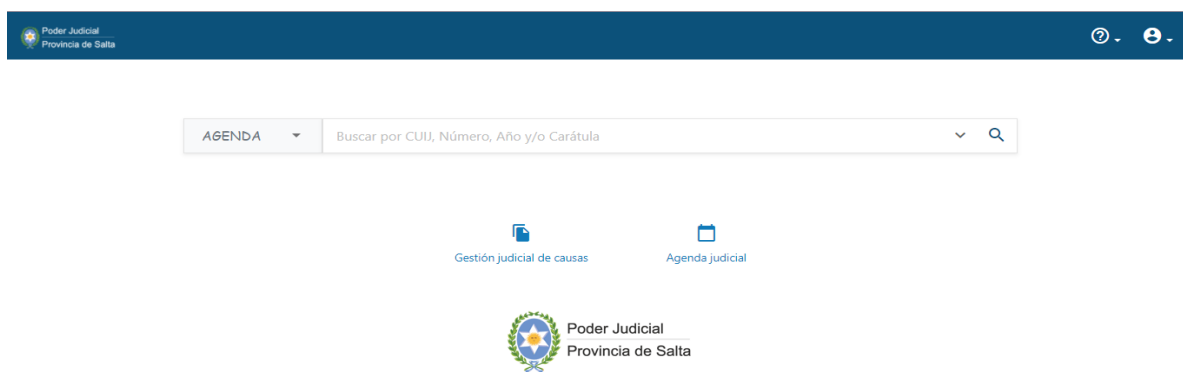 Poder Judicial
Provincia de Salta
AGENDA
Buscar por CUIJ, Número, Año y/o Carátula
Gestión judicial de causas
Agenda judicial
Poder Judicial
Provincia de Salta